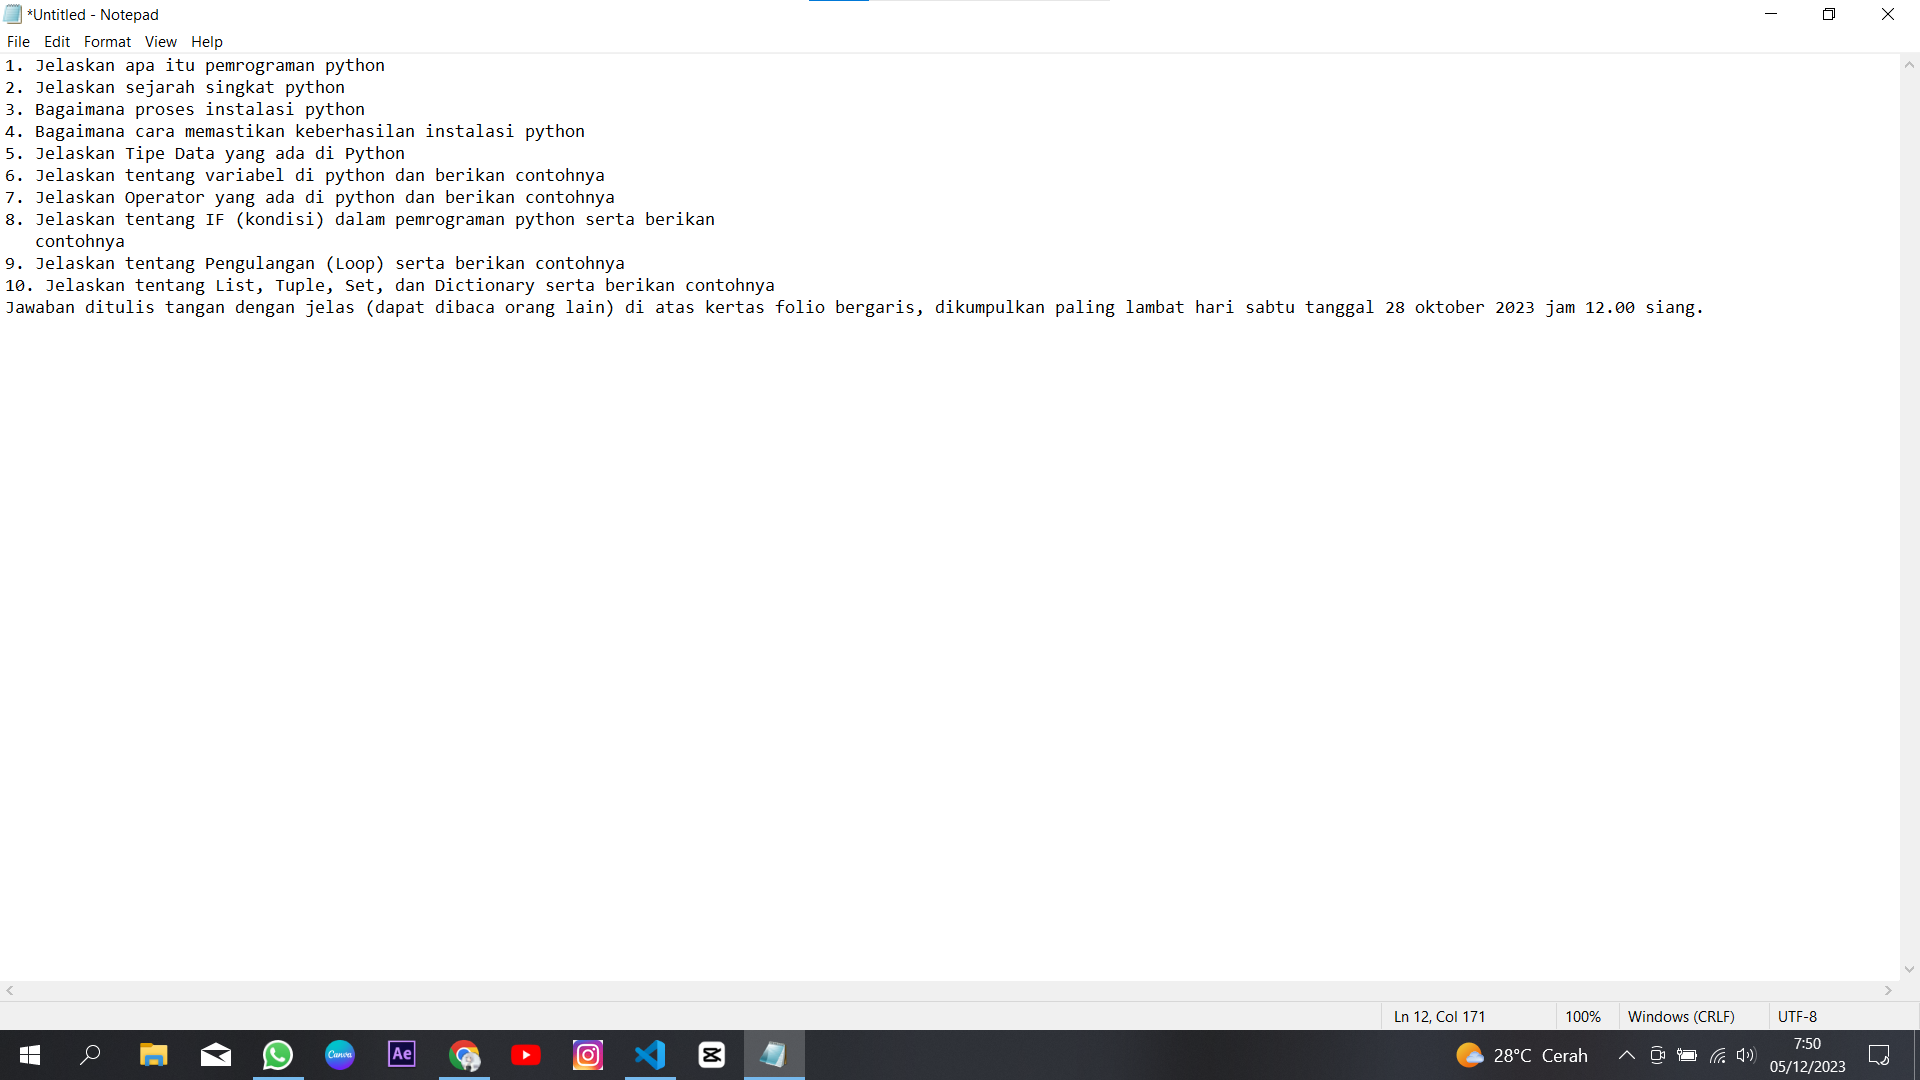 *Untitled - Notepad
File Edit Format View Help
1. Jelaskan apa itu pemrograman python
2. Jelaskan sejarah singkat python
3. Bagaimana proses instalasi python
4. Bagaimana cara memastikan keberhasilan instalasi python
5. Jelaskan Tipe Data yang ada di Python
6. Jelaskan tentang variabel di python dan berikan contohnya
7. Jelaskan Operator yang ada di python dan berikan contohnya
8. Jelaskan tentang IF (kondisi) dalam pemrograman python serta berikan
contohnya
9. Jelaskan tentang Pengulangan (Loop) serta berikan contohnya
10. Jelaskan tentang List, Tuple, Set, dan Dictionary serta berikan contohnya
Jawaban ditulis tangan dengan jelas (dapat dibaca orang lain) di atas kertas folio bergaris, dikumpulkan paling lambat hari sabtu tanggal 28 oktober 2023 jam 12.00 siang.
Ln 12, Col 171 100% Windows (CRLF) UTF-8
Canva Ae 28°C Cerah 7:50
05/12/2023